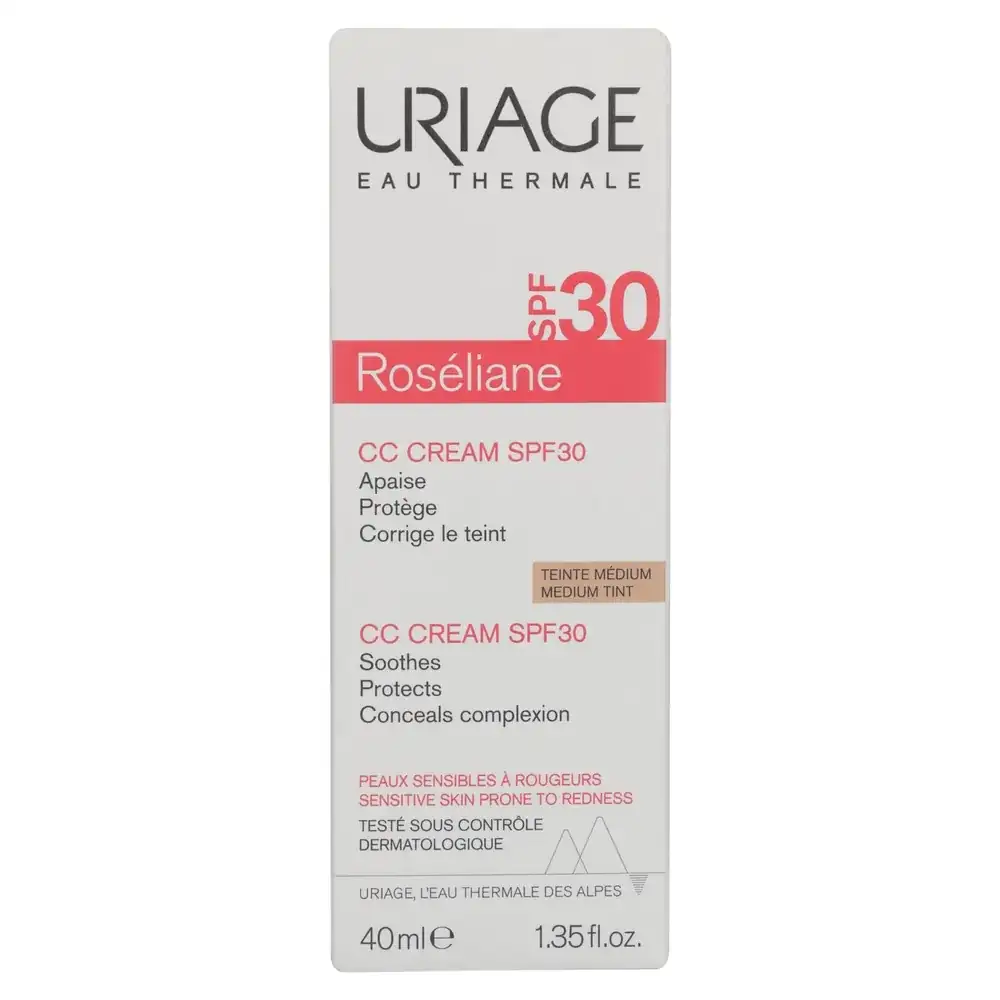 URIAGE
EAU THERMALE
SPF30
Roséliane
CC CREAM SPF30
Apaise
Protège
Corrige le teint
TEINTE MÉDIUM
MEDIUM TINT
CC CREAM SPF30
Soothes
Protects
Conceals complexion
PEAUX SENSIBLES À ROUGEURS
SENSITIVE SKIN PRONE TO REDNESS
TESTÉ SOUS CONTRÔLE
DERMATOLOGIQUE
URIAGE, L'EAU THERMALE DES ALPES
40ml℮ 1.35fl.oz.